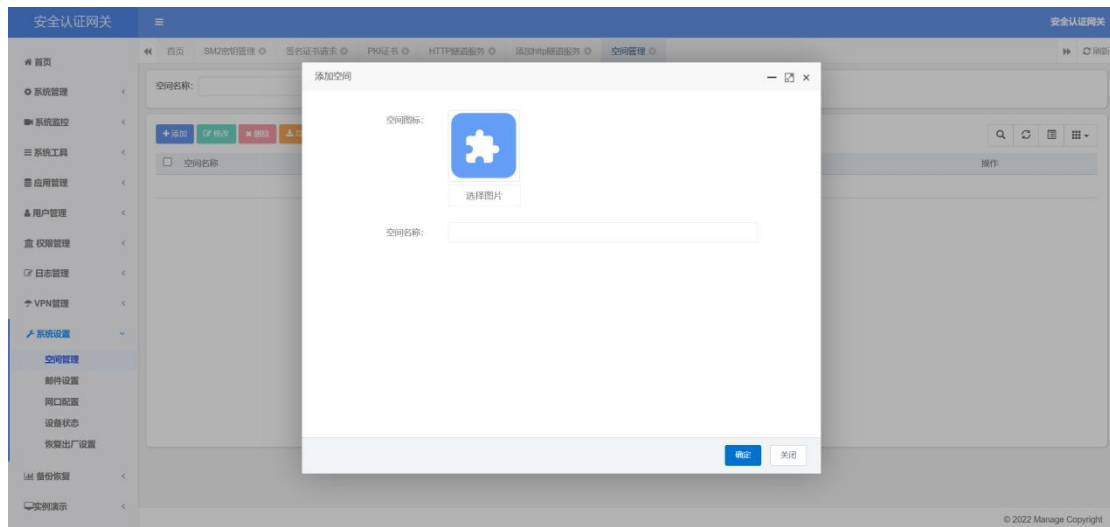 安全认证网关
安全认证网关
首页 SM2密钥管理 签名证书请求 PKI证书 HTTP隧道服务 添加http隧道服务 空间管理 刷新
首页
系统管理
系统监控
系统工具
应用管理
用户管理
权限管理
日志管理
VPN管理
系统设置
空间管理
邮件设置
网口配置
设备状态
恢复出厂设置
备份恢复
实例演示
空间名称:
添加 修改 删除
空间名称 操作
添加空间
空间图标:
选择图片
空间名称:
确定 关闭
© 2022 Manage Copyright